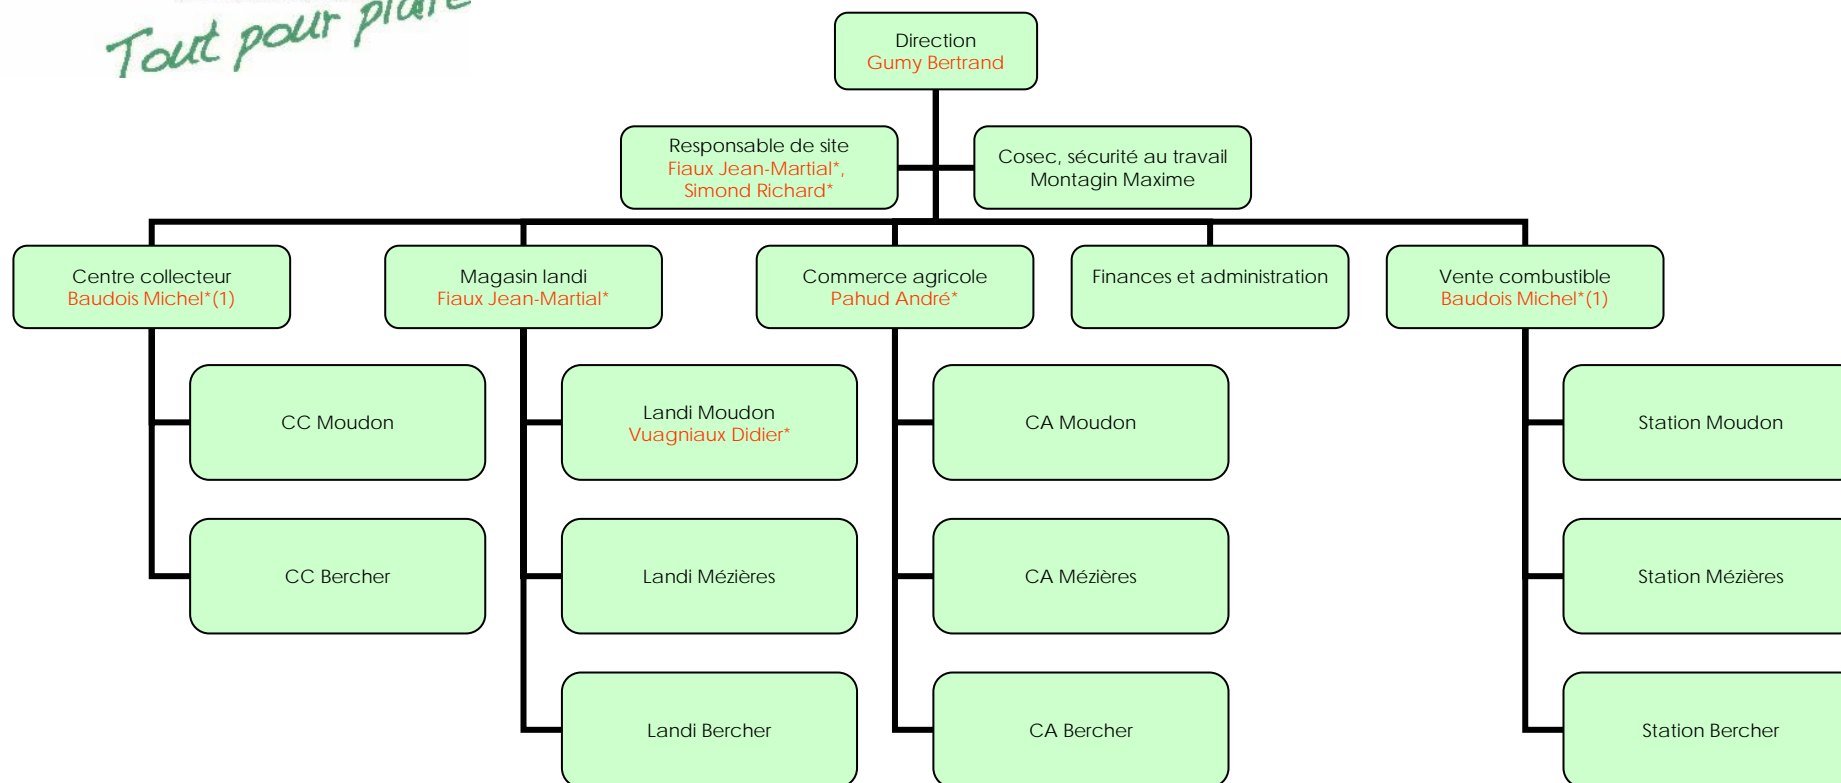 Tout pour plaire
Direction
Gumy Bertrand
Responsable de site
Fiaux Jean-Martial*,
Simond Richard*
Cosec, sécurité au travail
Montagin Maxime
Centre collecteur
Baudois Michel*(1)
Magasin landi
Fiaux Jean-Martial*
Commerce agricole
Pahud André*
Finances et administration
Vente combustible
Baudois Michel*(1)
CC Moudon
Landi Moudon
Vuagniaux Didier*
CA Moudon
Station Moudon
CC Bercher
Landi Mézières
CA Mézières
Station Mézières
Landi Bercher
CA Bercher
Station Bercher